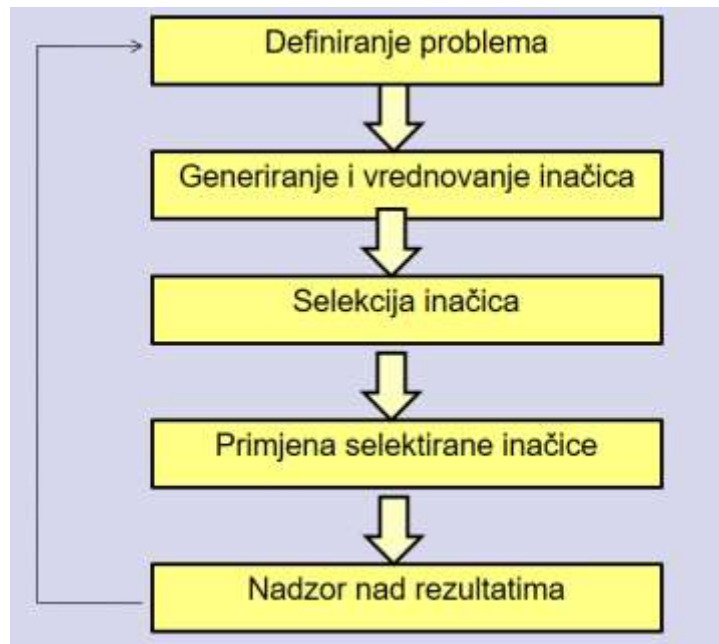 Definiranje problema
Generiranje i vrednovanje inačica
Selekcija inačica
Primjena selektirane inačice
Nadzor nad rezultatima